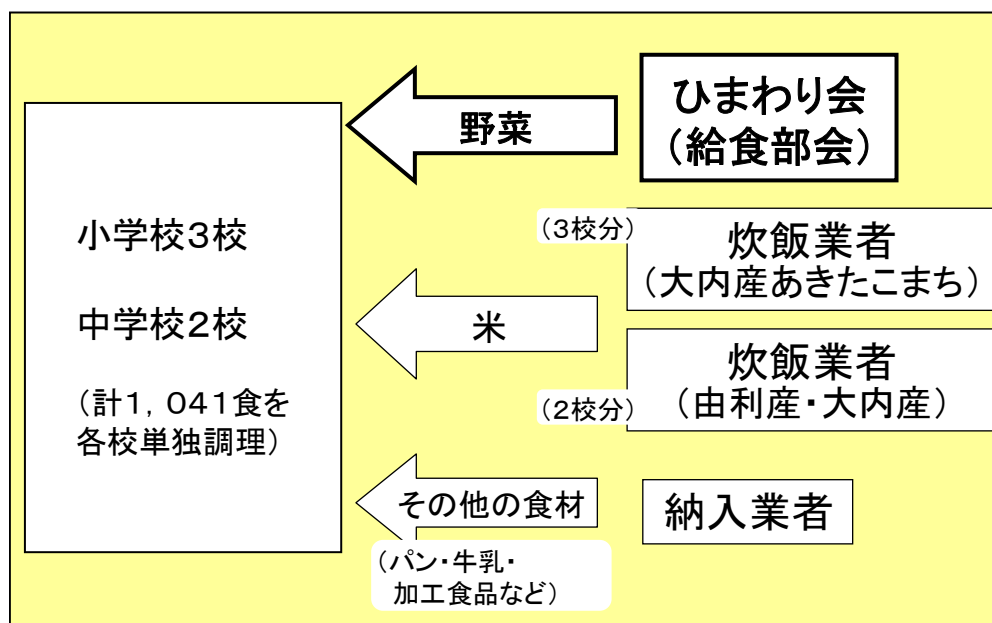 小学校3校
中学校2校
（計1，041食を
各校単独調理）
野菜
ひまわり会
（給食部会）
（3校分）
炊飯業者
（大内産あきたこまち）
米
炊飯業者
（由利産・大内産）
（2校分）
その他の食材
（パン・牛乳・
加工食品など）
納入業者